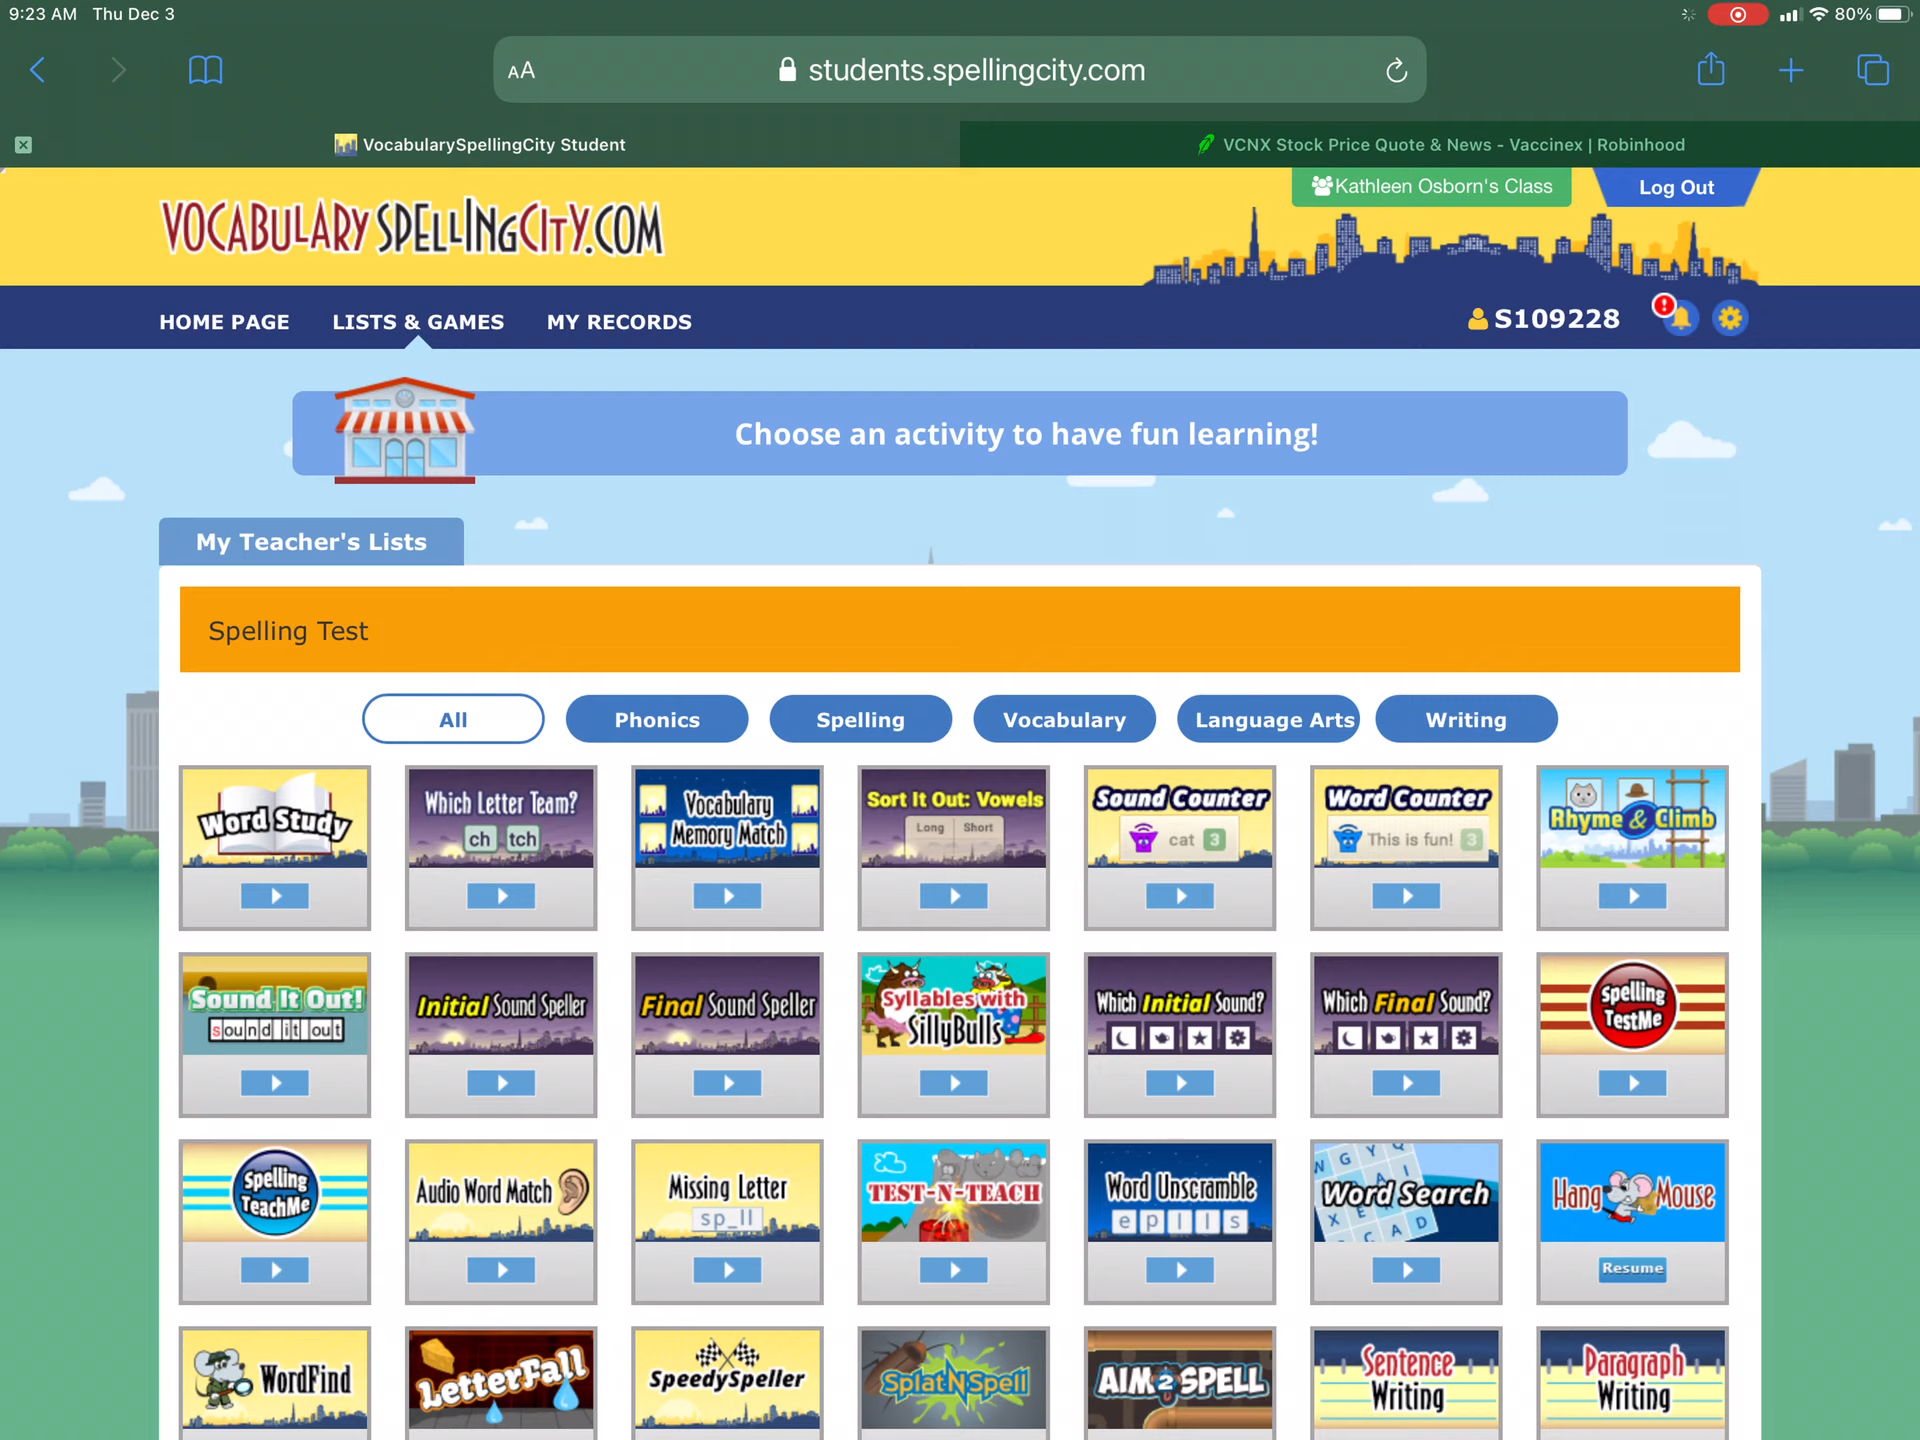 9:23 AM Thu Dec 3
80%
AA students.spellingcity.com
VocabularySpellingCity Student
VCNX Stock Price Quote & News - Vaccinex | Robinhood
Kathleen Osborn's Class
Log Out
VOCABULARYSPELLINGCITY.COM
HOME PAGE LISTS & GAMES MY RECORDS
S109228
Choose an activity to have fun learning!
My Teacher's Lists
Spelling Test
All Phonics Spelling Vocabulary Language Arts Writing
Word Study
Which Letter Team?
ch tch
Vocabulary
Memory Match
Sort It Out: Vowels
Long Short
Sound Counter
cat 3
Word Counter
This is fun! 3
Rhyme & Climb
Sound It Out!
sound it out
Initial Sound Speller
Final Sound Speller
Syllables with
SillyBulls
Which Initial Sound?
Which Final Sound?
Spelling
TestMe
Spelling
TeachMe
Audio Word Match
Missing Letter
sp_ll
TEST-N-TEACH
Word Unscramble
e p l l s
Word Search
Hang Mouse
Resume
WordFind
LetterFall
SpeedySpeller
SplatNSpell
AIM 2 SPELL
Sentence
Writing
Paragraph
Writing